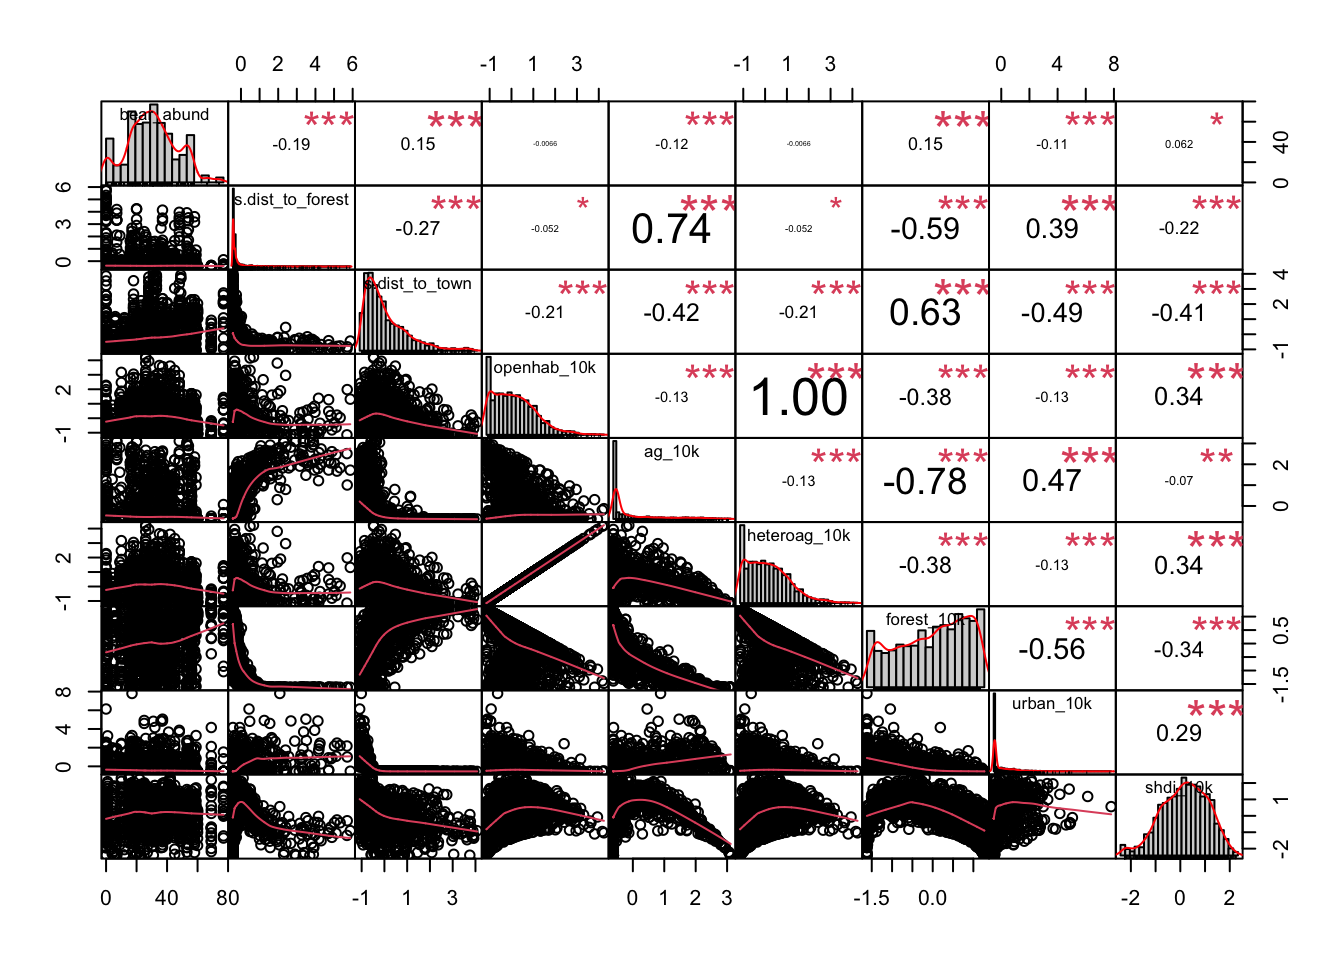 0 2 4 6 -1 1 3 -1 1 3 0 4 8
bear_abund *** -0.19 *** 0.15 -0.0066 *** -0.12 -0.0066 *** 0.15 *** -0.11 * 0.062 0 40
6 3 0 s.dist_to_forest *** -0.27 * -0.052 *** 0.74 * -0.052 *** -0.59 *** 0.39 *** -0.22
s.dist_to_town *** -0.21 *** -0.42 *** -0.21 *** 0.63 *** -0.49 *** -0.41 4 2 -1
2 -1 openhab_10k *** -0.13 *** 1.00 *** -0.38 *** -0.13 *** 0.34
ag_10k *** -0.13 *** -0.78 *** 0.47 ** -0.07 2 0
2 -1 heteroag_10k *** -0.38 *** -0.13 *** 0.34
forest_10k *** -0.56 *** -0.34 0.5 -1.5
8 4 0 urban_10k *** 0.29
shdi_10k 1 -2
0 40 80 -1 1 3 0 1 2 3 -1.5 0.0 -2 0 2